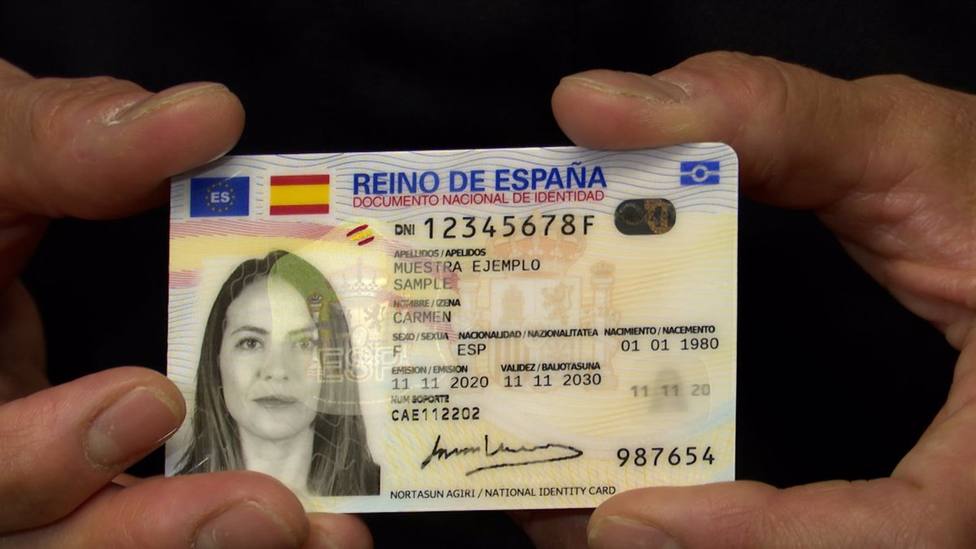 ES
REINO DE ESPAÑA
DOCUMENTO NACIONAL DE IDENTIDAD
DNI 12345678F
APELLIDOS / APELIDOS
MUESTRA EJEMPLO
SAMPLE
NOMBRE / IZENA
CARMEN
SEXO / SEXUA NACIONALIDAD / NAZIONALITATEA NACIMIENTO / NACEMENTO
F ESP 01 01 1980
EMISIÓN / EMISION VALIDEZ / BALIOTASUNA
11 11 2020 11 11 2030
11 11 20
NUM SOPORTE
CAE112202
ESP
987654
NORTASUN AGIRI / NATIONAL IDENTITY CARD